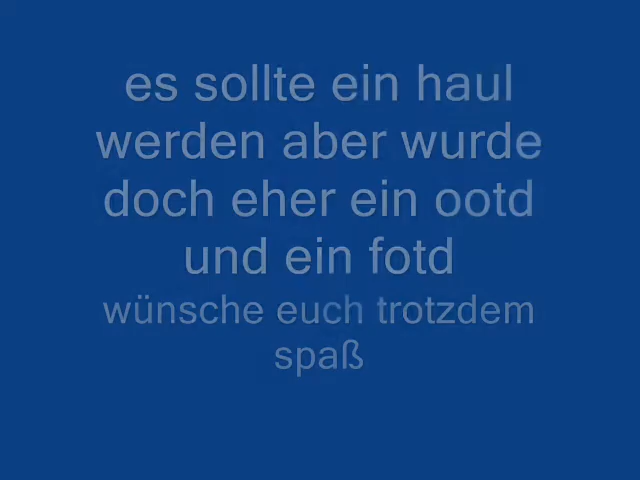 es sollte ein haul
werden aber wurde
doch eher ein ootd
und ein fotd
wünsche euch trotzdem
spaß